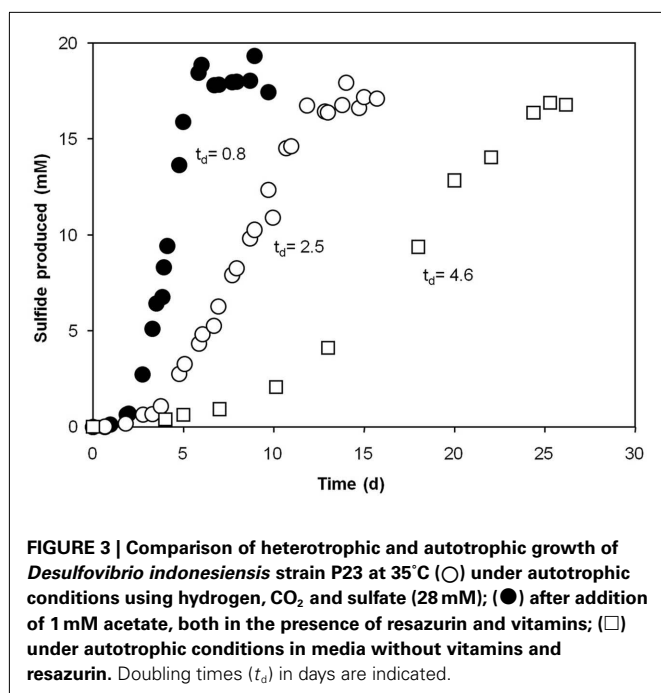 20
15
10
5
0
Sulfide produced (mM)
t_d= 0.8
t_d= 2.5
t_d= 4.6
0 5 10 15 20 25 30
Time (d)
FIGURE 3 | Comparison of heterotrophic and autotrophic growth of
Desulfovibrio indonesiensis strain P23 at 35°C (○) under autotrophic
conditions using hydrogen, CO₂ and sulfate (28 mM); (●) after addition
of 1 mM acetate, both in the presence of resazurin and vitamins; (□)
under autotrophic conditions in media without vitamins and
resazurin. Doubling times (t_d) in days are indicated.